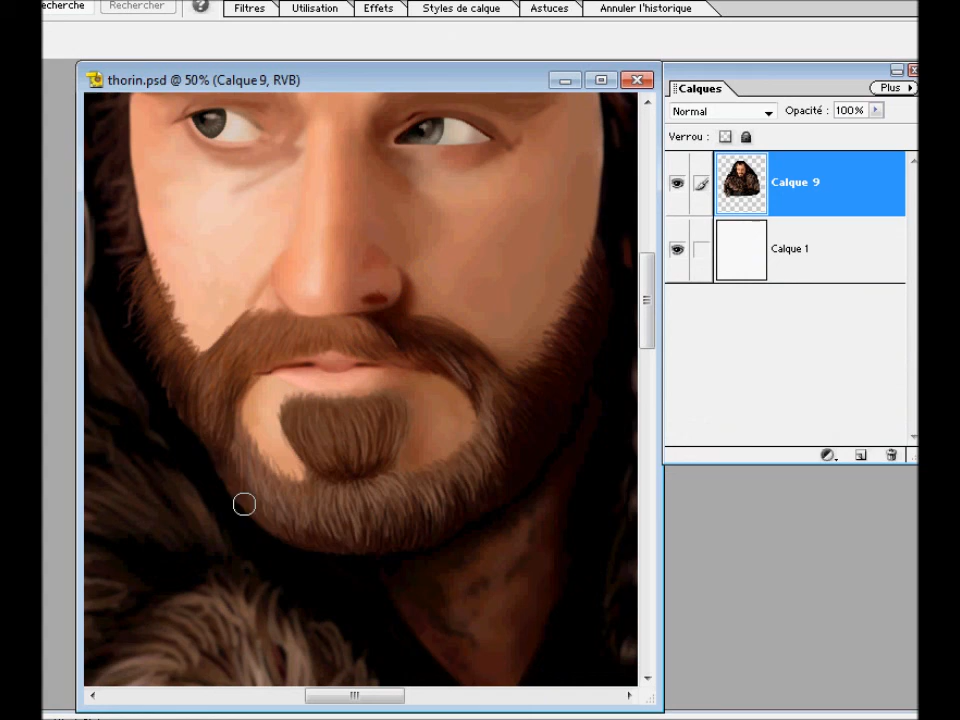 echerche
Rechercher
Filtres
Utilisation
Effets
Styles de calque
Astuces
Annuler l'historique
thorin.psd @ 50% (Calque 9, RVB)
Calques
Plus
Normal
Opacité : 100%
Verrou :
Calque 9
Calque 1